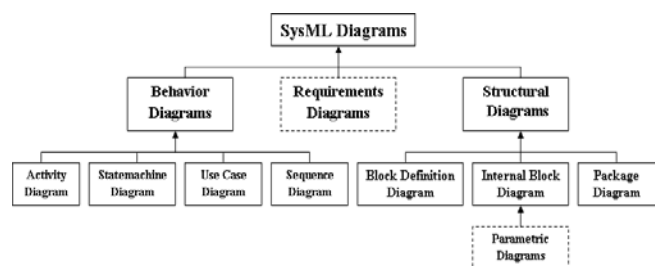 SysML Diagrams
Behavior
Diagrams
Requirements
Diagrams
Structural
Diagrams
Activity
Diagram
Statemachine
Diagram
Use Case
Diagram
Sequence
Diagram
Block Definition
Diagram
Internal Block
Diagram
Package
Diagram
Parametric
Diagrams